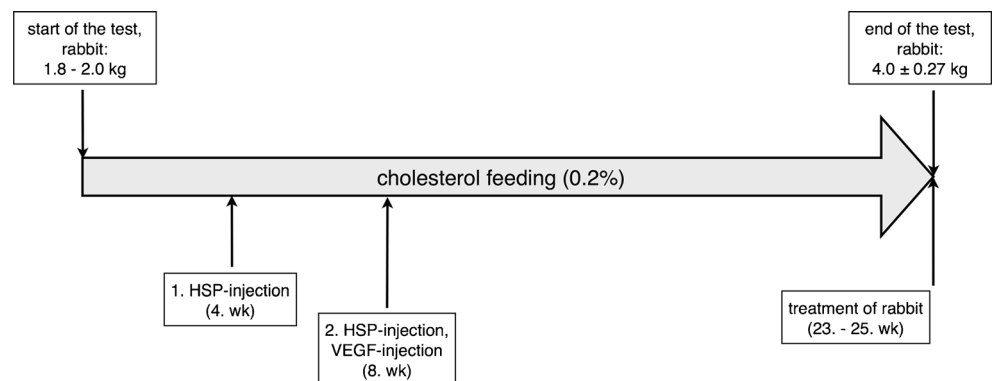 start of the test,
rabbit:
1.8 - 2.0 kg
end of the test,
rabbit:
4.0 ± 0.27 kg
cholesterol feeding (0.2%)
1. HSP-injection
(4. wk)
2. HSP-injection,
VEGF-injection
(8. wk)
treatment of rabbit
(23. - 25. wk)